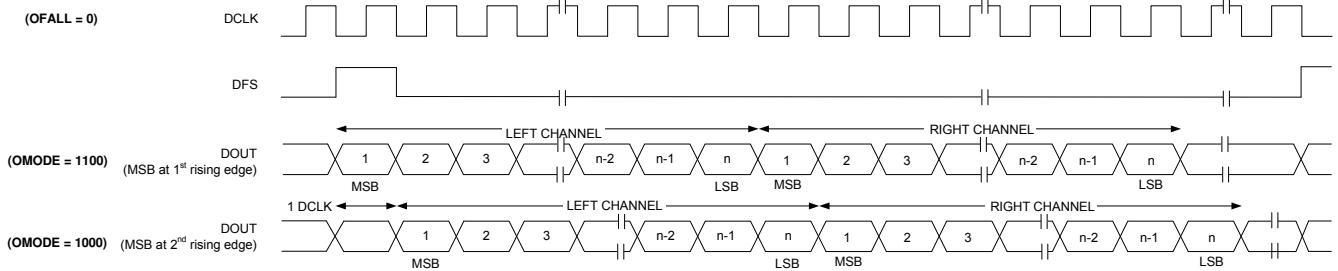 (OFALL = 0) DCLK
DFS
LEFT CHANNEL RIGHT CHANNEL
(OMODE = 1100) DOUT 1 2 3 n-2 n-1 n 1 2 3 n-2 n-1 n
(MSB at 1st rising edge)
MSB LSB MSB LSB
1 DCLK LEFT CHANNEL RIGHT CHANNEL
(OMODE = 1000) DOUT 1 2 3 n-2 n-1 n 1 2 3 n-2 n-1 n
(MSB at 2nd rising edge)
MSB LSB MSB LSB